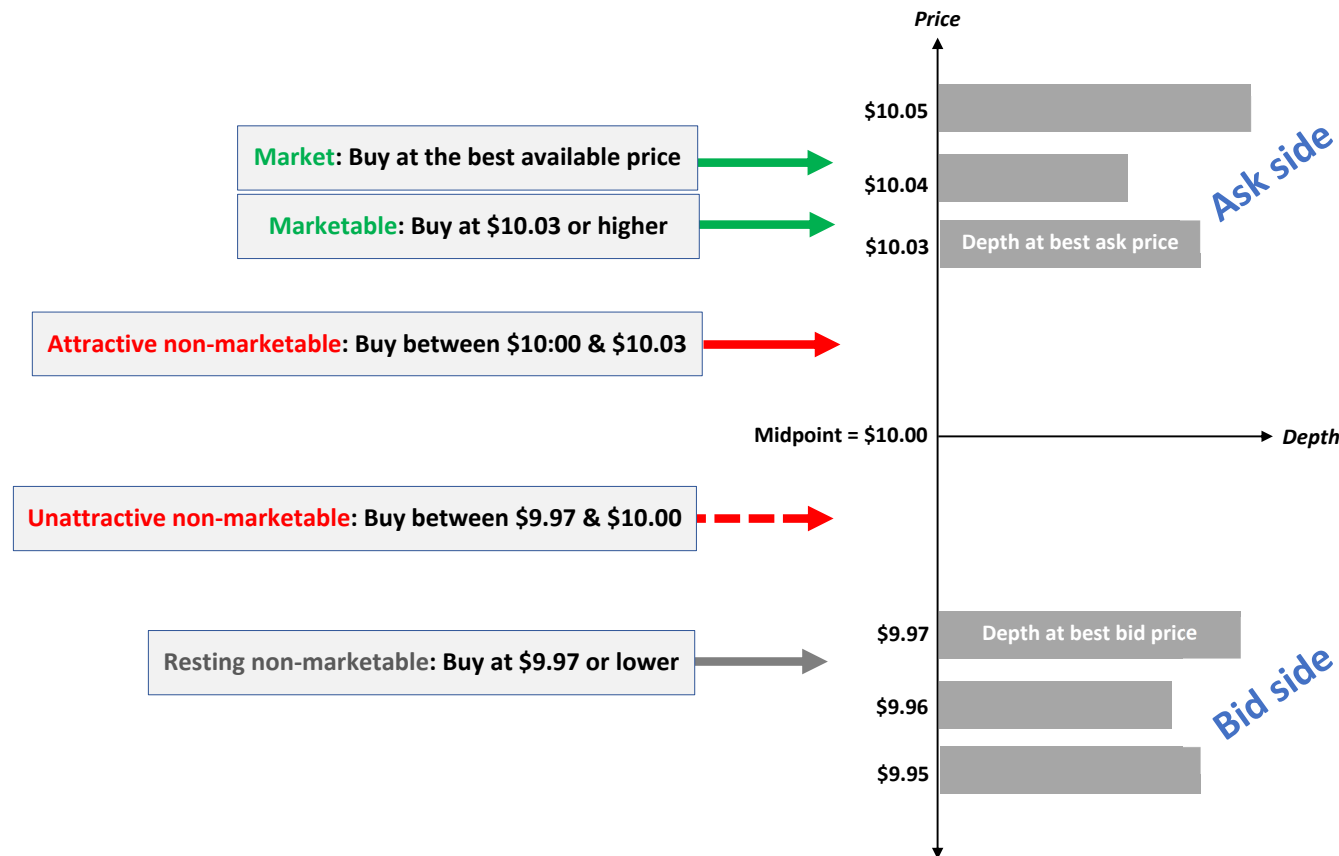 Price
$10.05
Market: Buy at the best available price
$10.04
Ask side
Marketable: Buy at $10.03 or higher
$10.03
Depth at best ask price
Attractive non-marketable: Buy between $10:00 & $10.03
Midpoint = $10.00
Depth
Unattractive non-marketable: Buy between $9.97 & $10.00
$9.97
Depth at best bid price
Resting non-marketable: Buy at $9.97 or lower
$9.96
Bid side
$9.95